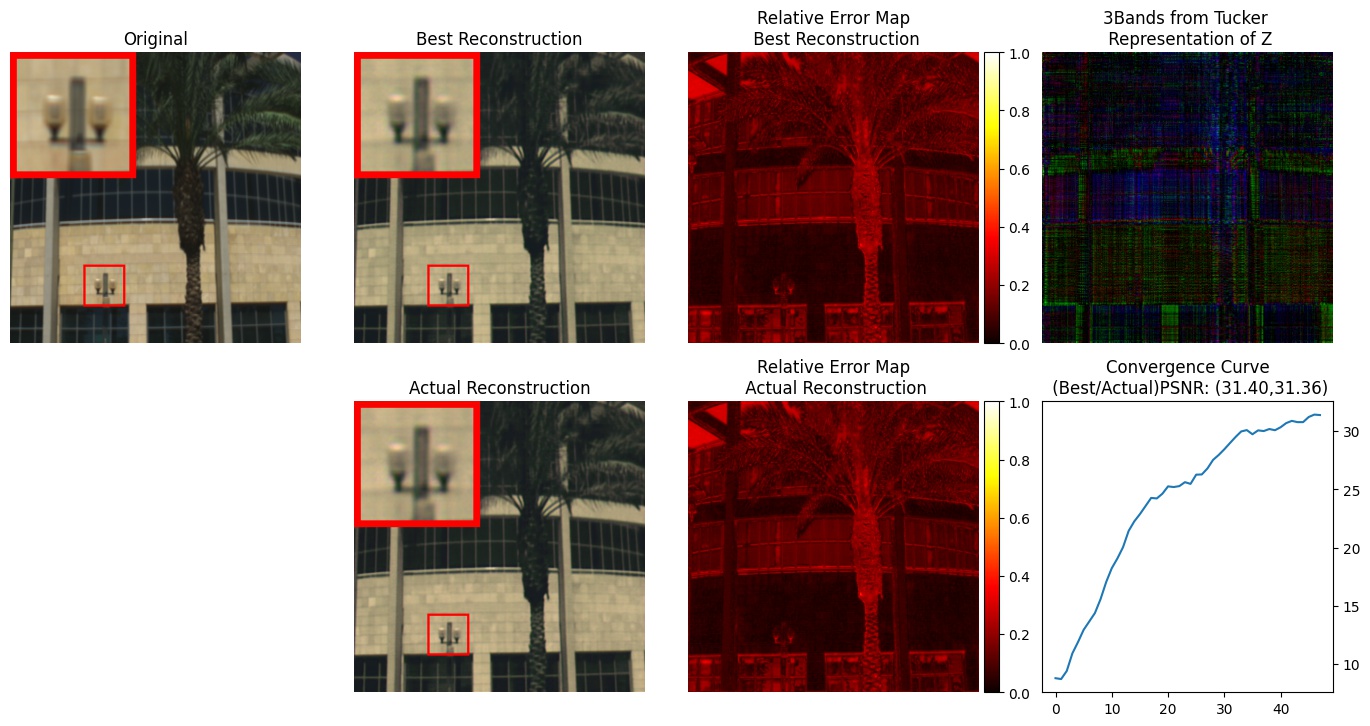 Original
Best Reconstruction
Relative Error Map
Best Reconstruction
1.0
0.8
0.6
0.4
0.2
0.0
3Bands from Tucker
Representation of Z
Actual Reconstruction
Relative Error Map
Actual Reconstruction
1.0
0.8
0.6
0.4
0.2
0.0
Convergence Curve
(Best/Actual)PSNR: (31.40,31.36)
30
25
20
15
10
0 10 20 30 40